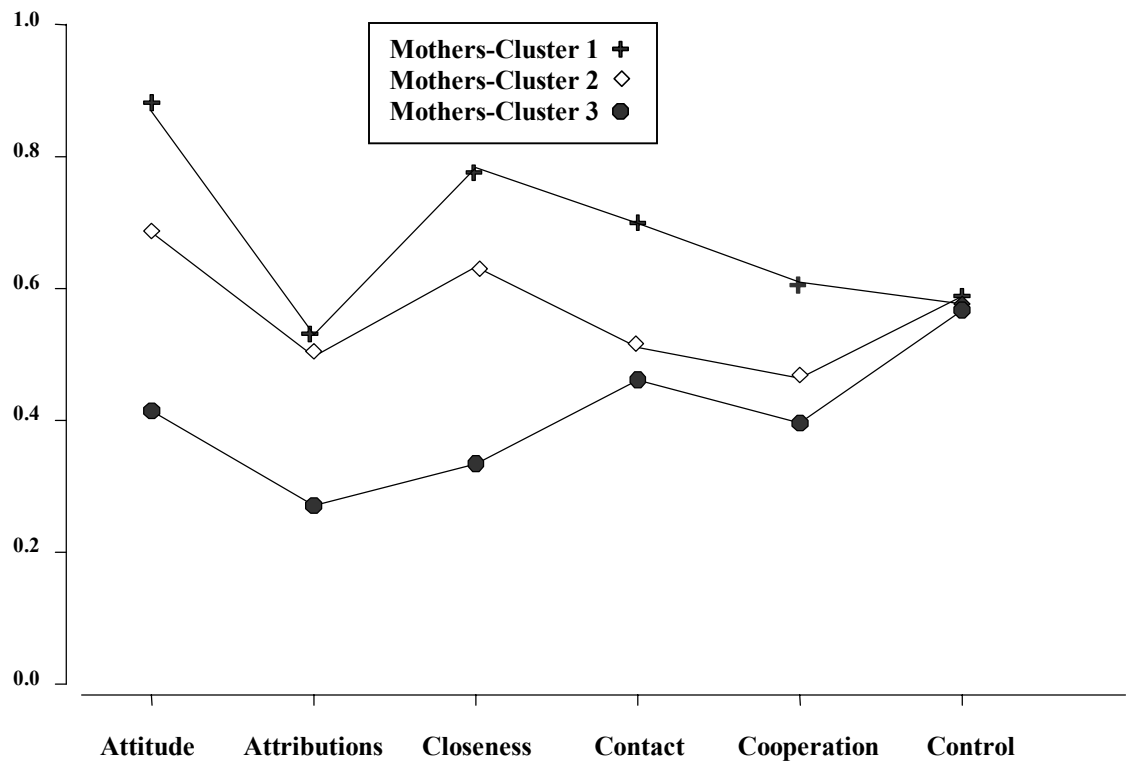 1.0
Mothers-Cluster 1
Mothers-Cluster 2
Mothers-Cluster 3
0.8
0.6
0.4
0.2
0.0
Attitude Attributions Closeness Contact Cooperation Control